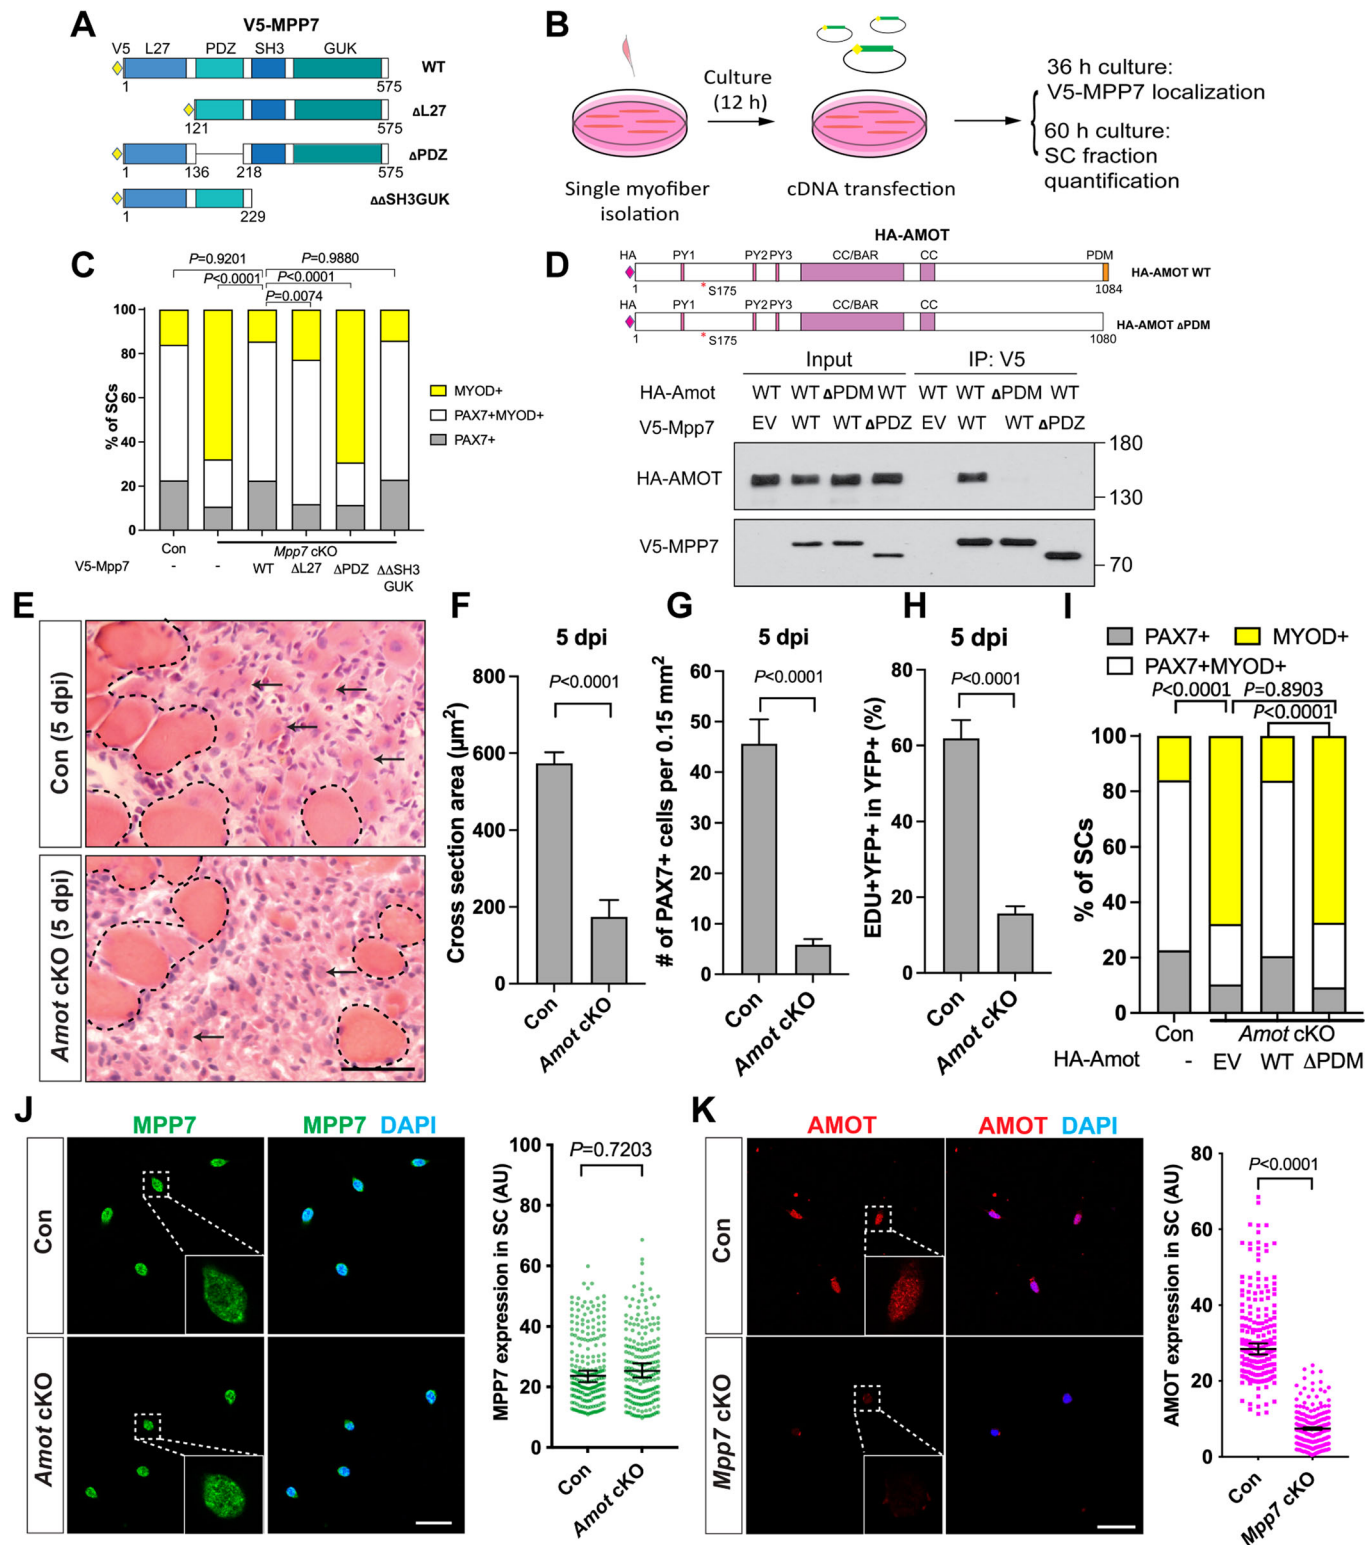 A
V5-MPP7
V5 L27 PDZ SH3 GUK
WT
1 575
ΔL27
121 575
ΔPDZ
1 136 218 575
ΔΔSH3GUK
1 229
B
Culture
(12 h)
Single myofiber
isolation
cDNA transfection
36 h culture:
V5-MPP7 localization
60 h culture:
SC fraction
quantification
C
P=0.9201 P=0.9880
P<0.0001 P<0.0001
P=0.0074
% of SCs
100
80
60
40
20
0
MYOD+
PAX7+MYOD+
PAX7+
Con Mpp7 cKO
V5-Mpp7 - - WT ΔL27 ΔPDZ ΔΔSH3
GUK
D
HA-AMOT
HA PY1 PY2 PY3 CC/BAR CC PDM
HA-AMOT WT
1 * S175 1084
HA PY1 PY2 PY3 CC/BAR CC
HA-AMOT ΔPDM
1 * S175 1080
Input IP: V5
HA-Amot WT WT ΔPDM WT WT WT ΔPDM WT
V5-Mpp7 EV WT WT ΔPDZ EV WT WT ΔPDZ
HA-AMOT
180
130
V5-MPP7
70
E
Con (5 dpi)
Amot cKO (5 dpi)
F
5 dpi
P<0.0001
Cross section area (µm²)
800
600
400
200
0
Con Amot cKO
G
5 dpi
P<0.0001
# of PAX7+ cells per 0.15 mm²
60
50
40
30
20
10
0
Con Amot cKO
H
5 dpi
P<0.0001
EDU+YFP+ in YFP+ (%)
80
60
40
20
0
Con Amot cKO
I
PAX7+ MYOD+
PAX7+MYOD+
P<0.0001 P=0.8903
P<0.0001
% of SCs
100
80
60
40
20
0
Con Amot cKO
HA-Amot - EV WT ΔPDM
J
MPP7 MPP7 DAPI
Con
Amot cKO
P=0.7203
MPP7 expression in SC (AU)
100
80
60
40
20
0
Con Amot cKO
K
AMOT AMOT DAPI
Con
Mpp7 cKO
P<0.0001
AMOT expression in SC (AU)
80
60
40
20
0
Con Mpp7 cKO